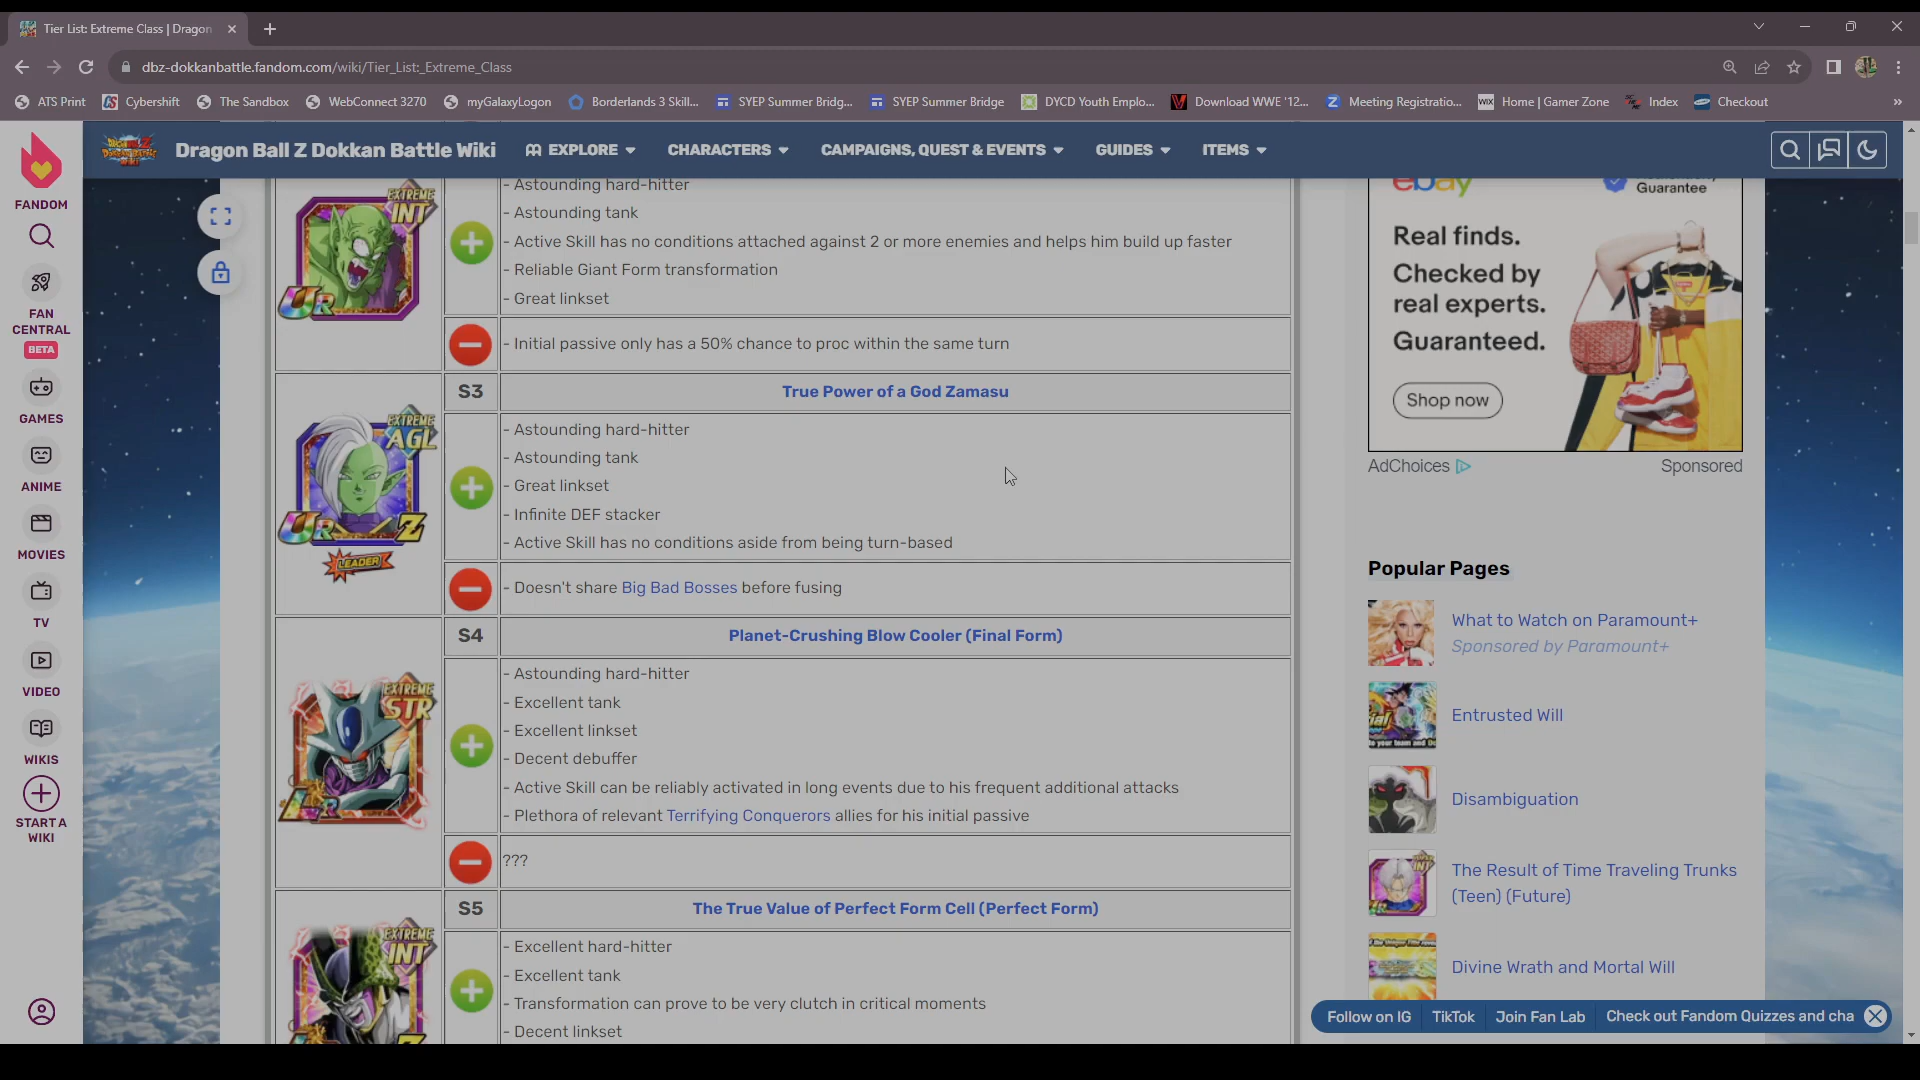 Tier List: Extreme Class | Dragon
dbz-dokkanbattle.fandom.com/wiki/Tier_List:_Extreme_Class
ATS Print
Cybershift
The Sandbox
WebConnect 3270
myGalaxyLogon
Borderlands 3 Skill...
SYEP Summer Bridg...
SYEP Summer Bridge
DYCD Youth Emplo...
Download WWE '12...
Meeting Registratio...
Home | Gamer Zone
Index
Checkout
»
Dragon Ball Z Dokkan Battle Wiki
EXPLORE
CHARACTERS
CAMPAIGNS, QUEST & EVENTS
GUIDES
ITEMS
FANDOM
FAN
CENTRAL
BETA
GAMES
ANIME
MOVIES
TV
VIDEO
WIKIS
START A
WIKI
EXTREME
INT
UR
- Astounding hard-hitter
- Astounding tank
- Active Skill has no conditions attached against 2 or more enemies and helps him build up faster
- Reliable Giant Form transformation
- Great linkset
- Initial passive only has a 50% chance to proc within the same turn
EXTREME
AGL
UR
Z
LEADER
S3
True Power of a God Zamasu
- Astounding hard-hitter
- Astounding tank
- Great linkset
- Infinite DEF stacker
- Active Skill has no conditions aside from being turn-based
- Doesn't share Big Bad Bosses before fusing
EXTREME
STR
LR
S4
Planet-Crushing Blow Cooler (Final Form)
- Astounding hard-hitter
- Excellent tank
- Excellent linkset
- Decent debuffer
- Active Skill can be reliably activated in long events due to his frequent additional attacks
- Plethora of relevant Terrifying Conquerors allies for his initial passive
???
EXTREME
INT
S5
The True Value of Perfect Form Cell (Perfect Form)
- Excellent hard-hitter
- Excellent tank
- Transformation can prove to be very clutch in critical moments
- Decent linkset
ebay
Guarantee
Real finds.
Checked by
real experts.
Guaranteed.
Shop now
AdChoices
Sponsored
Popular Pages
What to Watch on Paramount+
Sponsored by Paramount+
Entrusted Will
Disambiguation
The Result of Time Traveling Trunks
(Teen) (Future)
Divine Wrath and Mortal Will
Follow on IG
TikTok
Join Fan Lab
Check out Fandom Quizzes and cha